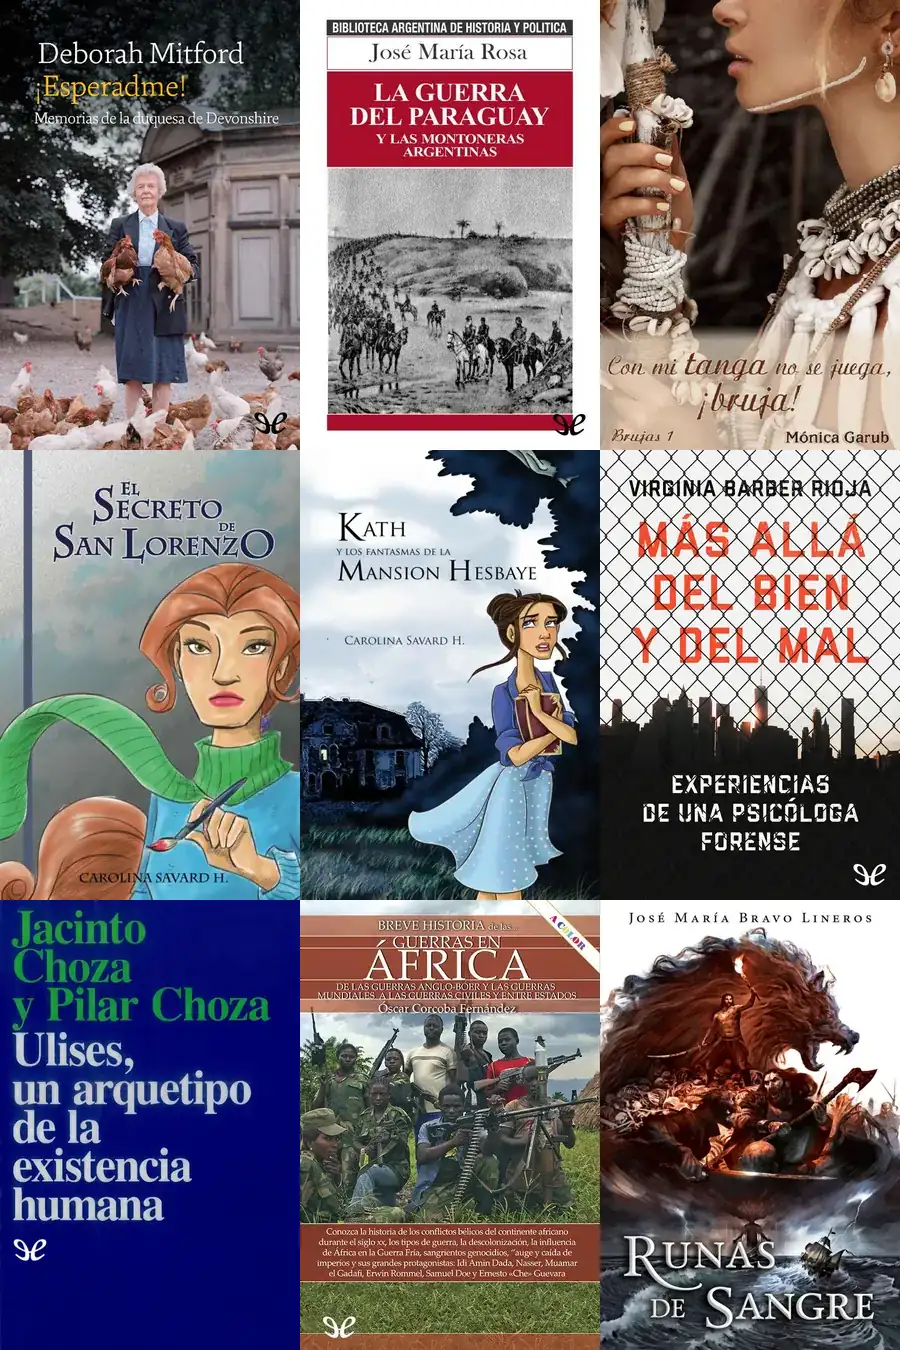 Deborah Mitford
¡Esperadme!
Memorias de la duquesa de Devonshire
BIBLIOTECA ARGENTINA DE HISTORIA Y POLITICA
José María Rosa
LA GUERRA
DEL PARAGUAY
Y LAS MONTONERAS
ARGENTINAS
Con mi tanga no se juega,
¡bruja!
Brujas 1
Mónica Garub
EL
SECRETO
DE
SAN LORENZO
CAROLINA SAVARD H.
KATH
Y LOS FANTASMAS DE LA
MANSION HESBAYE
CAROLINA SAVARD H.
VIRGINIA BARBER RIOJA
MÁS ALLÁ
DEL BIEN
Y DEL MAL
EXPERIENCIAS
DE UNA PSICÓLOGA
FORENSE
Jacinto
Choza
y Pilar Choza
Ulises,
un arquetipo
de la
existencia
humana
BREVE HISTORIA de las...
GUERRAS EN
ÁFRICA
DE LAS GUERRAS ANGLO-BÓER Y LAS GUERRAS
MUNDIALES A LAS GUERRAS CIVILES Y ENTRE ESTADOS
Óscar Corcoba Fernández
A COLOR
Conozca la historia de los conflictos bélicos del continente africano
durante el siglo XX, los tipos de guerra, la descolonización, la influencia
de África en la Guerra Fría, sangrientos genocidios, "auge y caída de
imperios y sus grandes protagonistas: Idi Amin Dada, Nasser, Muamar
el Gadafi, Erwin Rommel, Samuel Doe y Ernesto «Che» Guevara
JOSÉ MARÍA BRAVO LINEROS
RUNAS
DE SANGRE